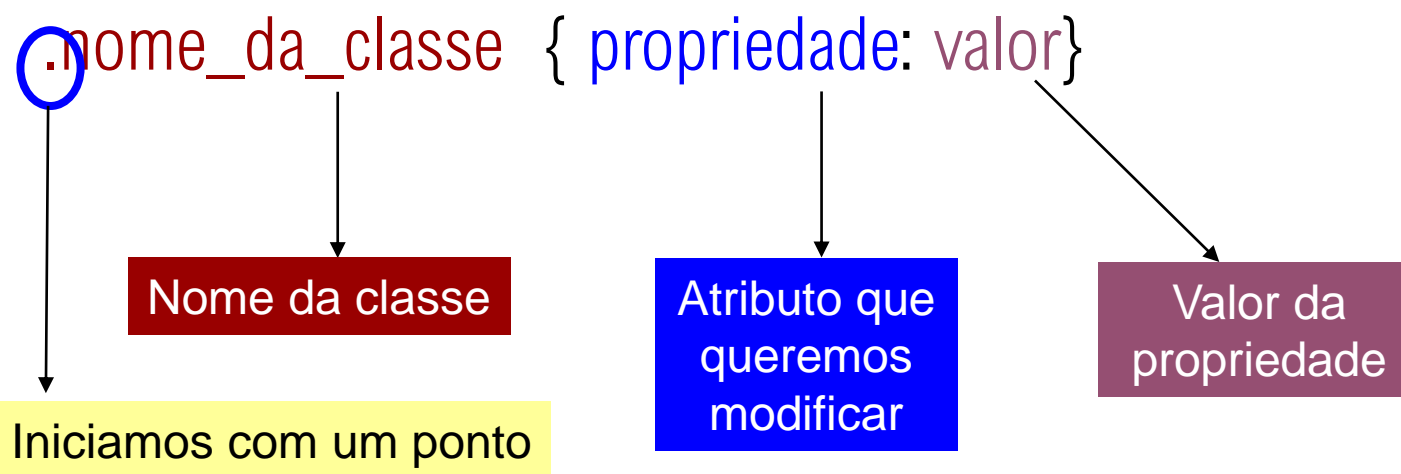 .nome_da_classe { propriedade: valor}
Nome da classe
Atributo que
queremos
modificar
Valor da
propriedade
Iniciamos com um ponto